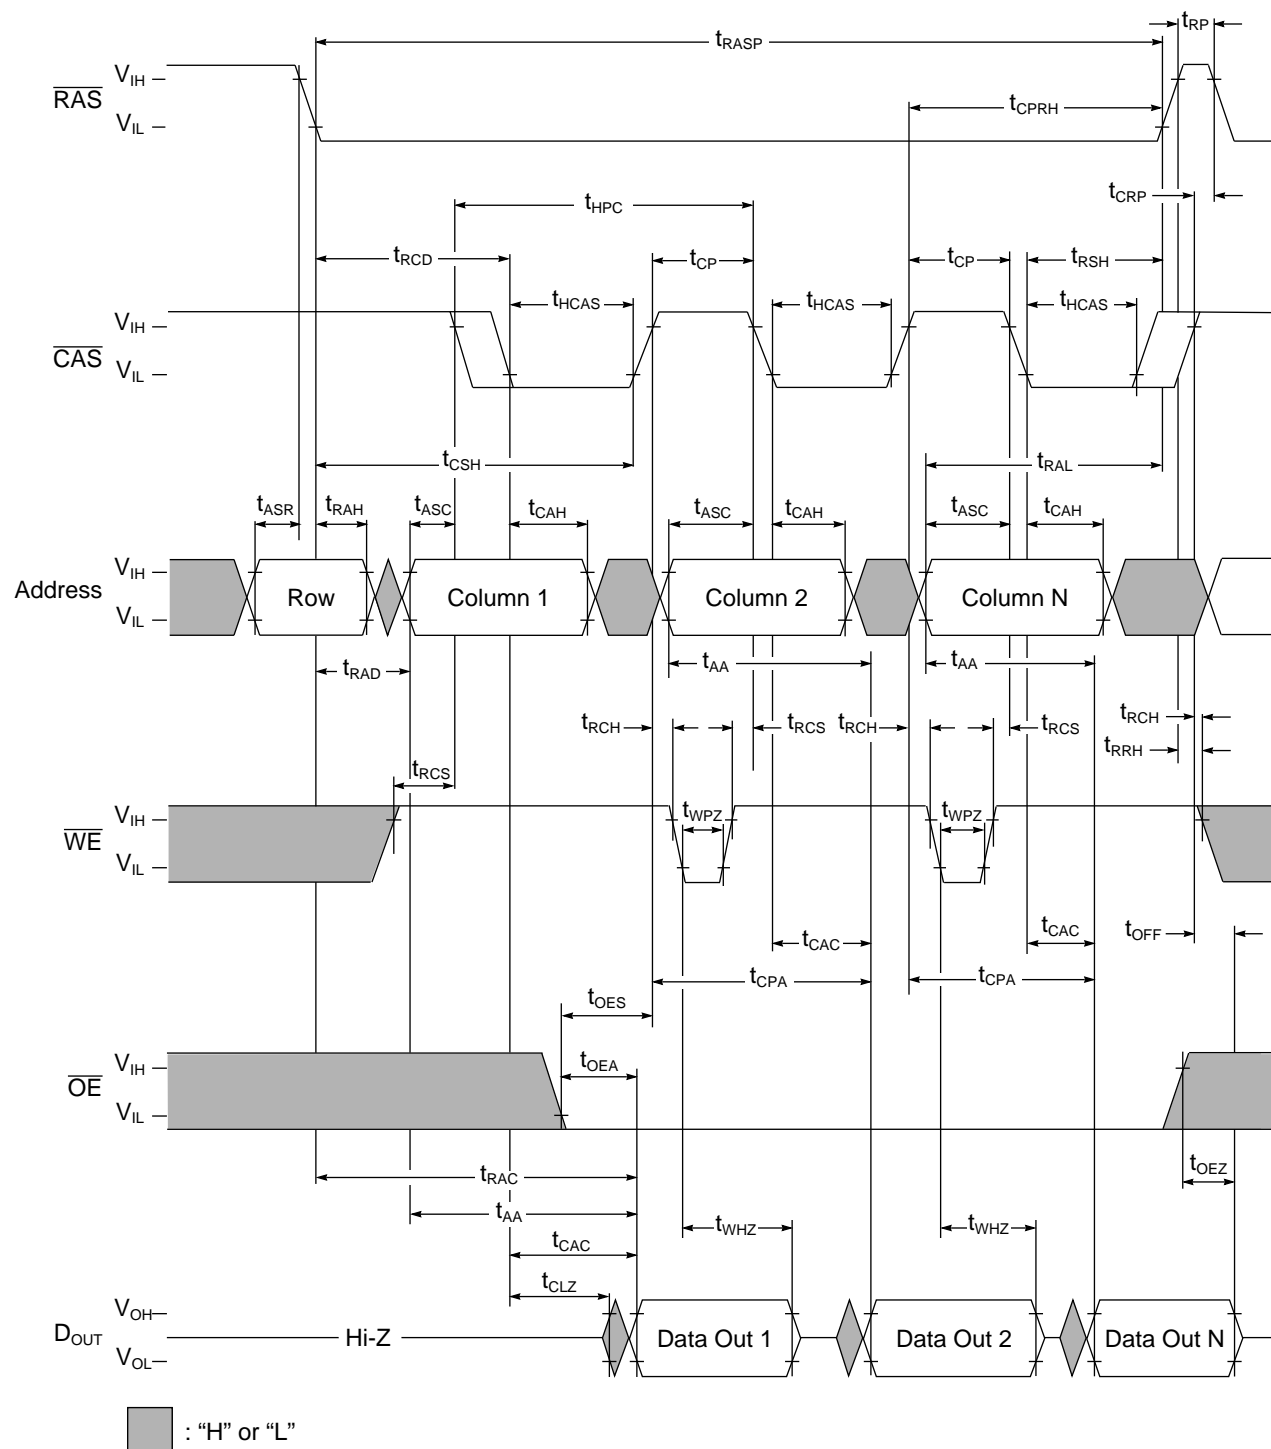 tRP
tRASP
VIH
RAS
tCPRH
VIL
tCRP
tHPC
tRCD
tCP
tCP
tRSH
tHCAS
tHCAS
tHCAS
VIH
CAS
VIL
tCSH
tRAL
tASR
tRAH
tASC
tCAH
tASC
tCAH
tASC
tCAH
VIH
Address
Row
Column 1
Column 2
Column N
VIL
tRAD
tAA
tAA
tRCH
tRCS
tRCH
tRCS
tRCH
tRRH
tRCS
VIH
tWPZ
tWPZ
WE
VIL
tCAC
tCAC
tOFF
tCPA
tCPA
tOES
VIH
tOEA
OE
VIL
tRAC
tOEZ
tAA
tWHZ
tWHZ
tCAC
tCLZ
VOH
DOUT
Hi-Z
Data Out 1
Data Out 2
Data Out N
VOL
: “H” or “L”